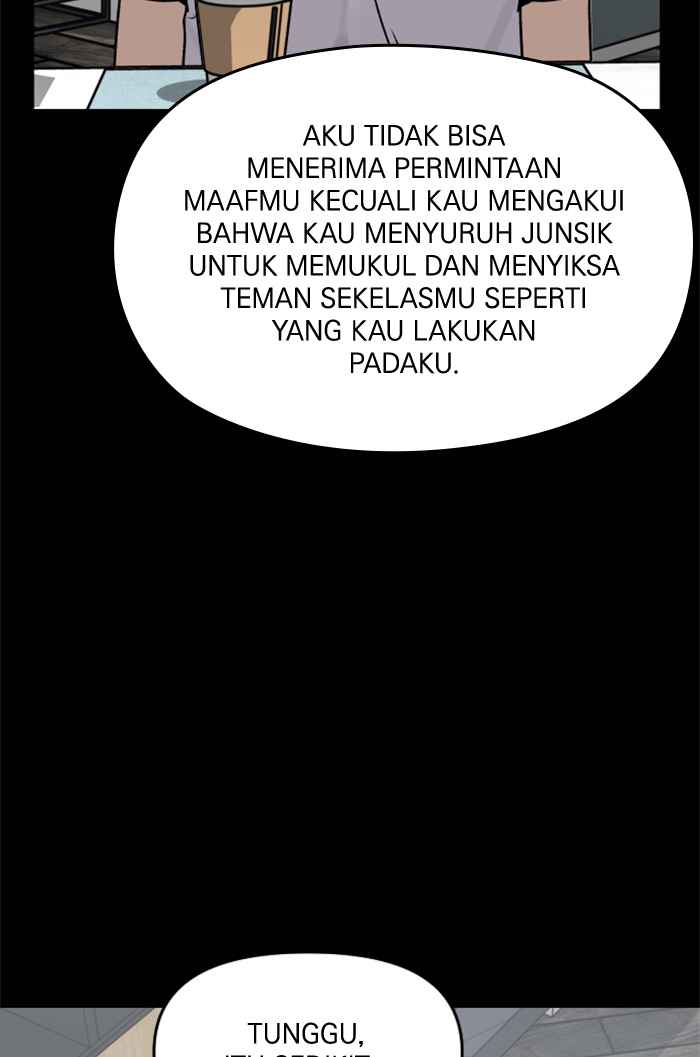 AKU TIDAK BISA
MENERIMA PERMINTAAN
MAAFMU KECUALI KAU MENGAKUI
BAHWA KAU MENYURUH JUNSIK
UNTUK MEMUKUL DAN MENYIKSA
TEMAN SEKELASMU SEPERTI
YANG KAU LAKUKAN
PADAKU.
TUNGGU,